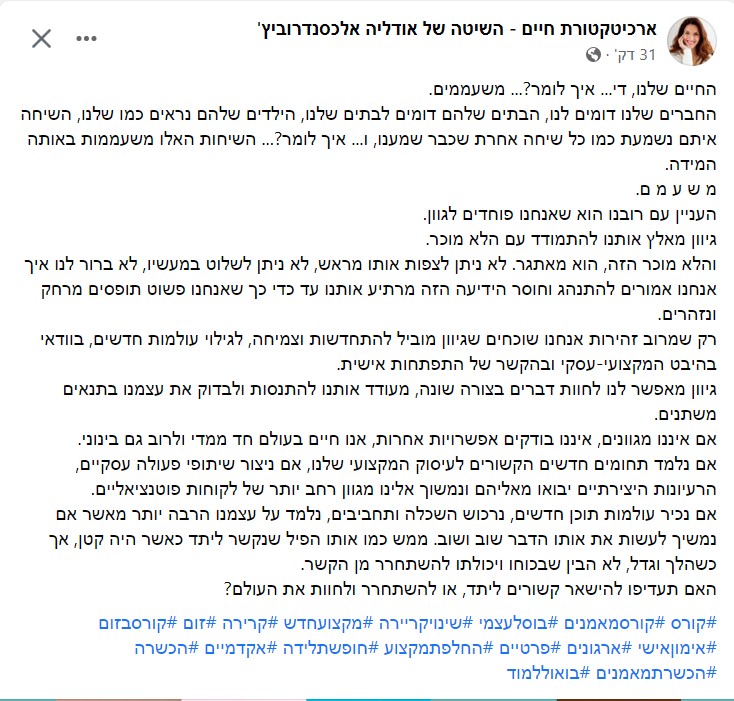 ארכיטקטורת חיים - השיטה של אודליה אלכסנדרוביץ'
31 דק' ·
החיים שלנו, די... איך לומר?... משעממים.
החברים שלנו דומים לנו, הבתים שלהם דומים לבתים שלנו, הילדים שלהם נראים כמו שלנו, השיחה
איתם נשמעת כמו כל שיחה אחרת שכבר שמענו, ו... איך לומר?... השיחות האלו משעממות באותה
המידה.
מ ש ע מ ם.
העניין עם רובנו הוא שאנחנו פוחדים לגוון.
גיוון מאלץ אותנו להתמודד עם הלא מוכר.
והלא מוכר הזה, הוא מאתגר. לא ניתן לצפות אותו מראש, לא ניתן לשלוט במעשיו, לא ברור לנו איך
אנחנו אמורים להתנהג וחוסר הידיעה הזה מרתיע אותנו עד כדי כך שאנחנו פשוט תופסים מרחק
ונזהרים.
רק שמרוב זהירות אנחנו שוכחים שגיוון מוביל להתחדשות וצמיחה, לגילוי עולמות חדשים, בוודאי
בהיבט המקצועי-עסקי ובהקשר של התפתחות אישית.
גיוון מאפשר לנו לחוות דברים בצורה שונה, מעודד אותנו להתנסות ולבדוק את עצמנו בתנאים
משתנים.
אם איננו מגוונים, איננו בודקים אפשרויות אחרות, אנו חיים בעולם חד ממדי ולרוב גם בינוני.
אם נלמד תחומים חדשים הקשורים לעיסוק המקצועי שלנו, אם ניצור שיתופי פעולה עסקיים,
הרעיונות היצירתיים יבואו מאליהם ונמשוך אלינו מגוון רחב יותר של לקוחות פוטנציאליים.
אם נכיר עולמות תוכן חדשים, נרכוש השכלה ותחביבים, נלמד על עצמנו הרבה יותר מאשר אם
נמשיך לעשות את אותו הדבר שוב ושוב. ממש כמו אותו הפיל שנקשר ליתד כאשר היה קטן, אך
כשהלך וגדל, לא הבין שבכוחו ויכולתו להשתחרר מן הקשר.
האם תעדיפו להישאר קשורים ליתד, או להשתחרר ולחוות את העולם?
#קורס #קורסמאמנים #בוסלעצמי #שינויקריירה #מקצועחדש #קרירה #זום #קורסבזום
#אימוןאישי #ארגונים #פרטיים #החלפתמקצוע #חופשתלידה #אקדמיים #הכשרה
#הכשרתמאמנים #בואוללמוד